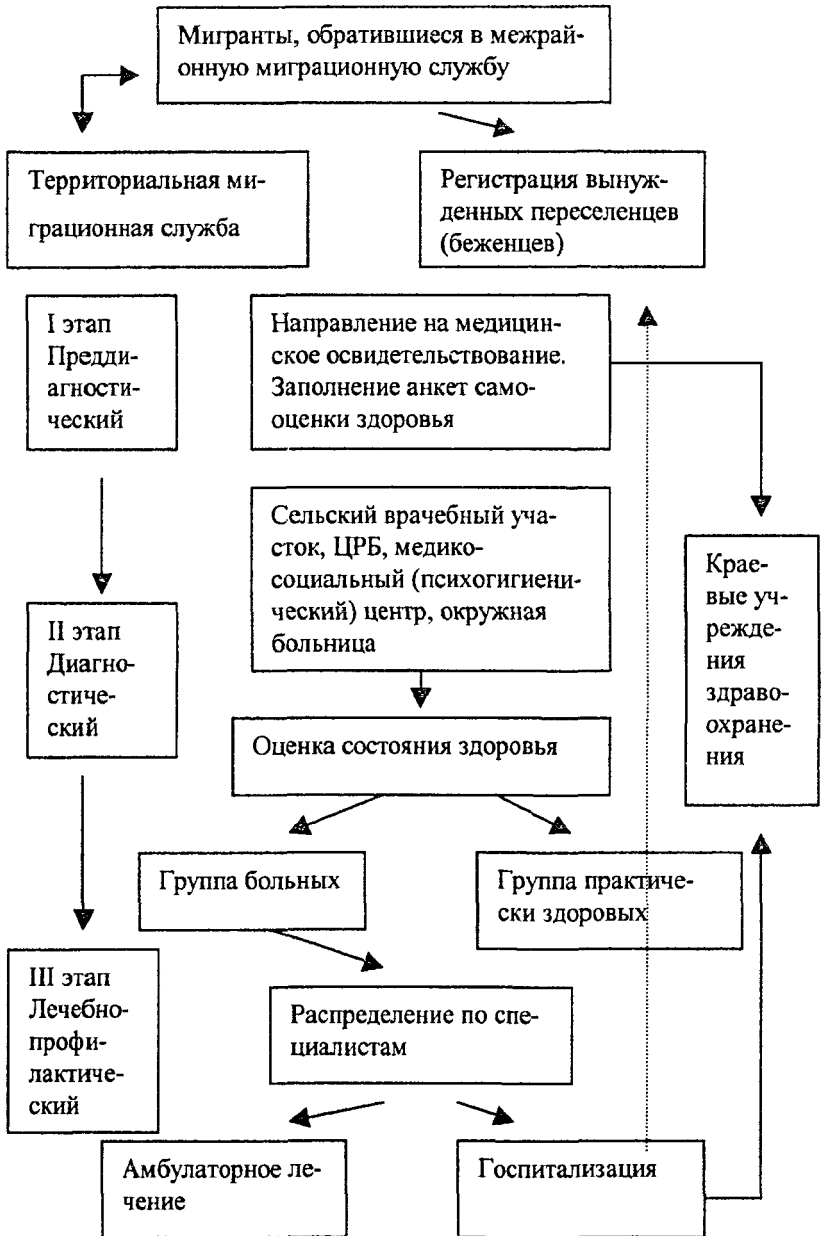 Мигранты, обратившиеся в межрай-
онную миграционную службу
Территориальная ми-
грационная служба
Регистрация вынуж-
денных переселенцев
(беженцев)
I этап
Предди-
агности-
ческий
Направление на медицин-
ское освидетельствование.
Заполнение анкет само-
оценки здоровья
Сельский врачебный уча-
сток, ЦРБ, медико-
социальный (психогигиени-
ческий) центр, окружная
больница
Крае-
вые уч-
режде-
ния
здраво-
охране-
ния
II этап
Диагно-
стиче-
ский
Оценка состояния здоровья
Группа больных
Группа практиче-
ски здоровых
III этап
Лечебно-
профи-
лактиче-
ский
Распределение по спе-
циалистам
Амбулаторное ле-
чение
Госпитализация